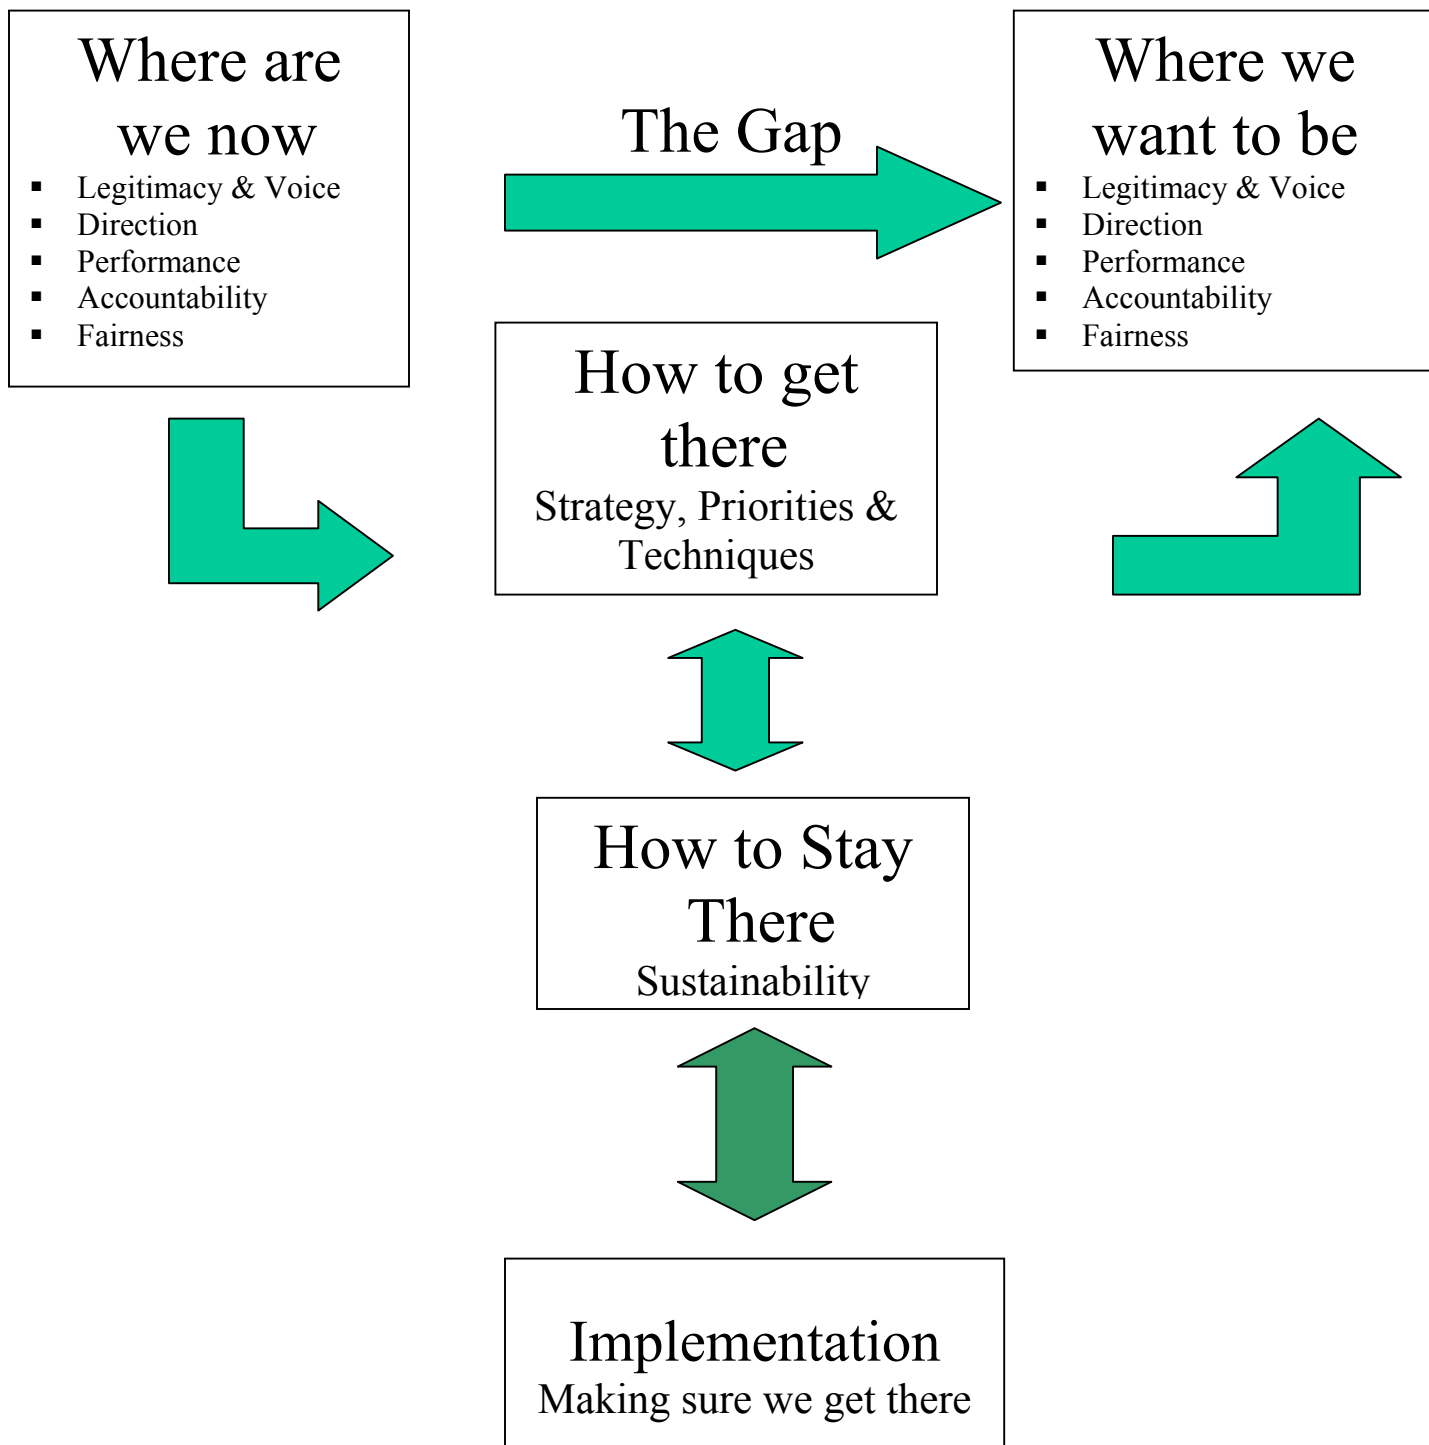 Where are
we now
▪ Legitimacy & Voice
▪ Direction
▪ Performance
▪ Accountability
▪ Fairness
The Gap
Where we
want to be
▪ Legitimacy & Voice
▪ Direction
▪ Performance
▪ Accountability
▪ Fairness
How to get
there
Strategy, Priorities &
Techniques
How to Stay
There
Sustainability
Implementation
Making sure we get there